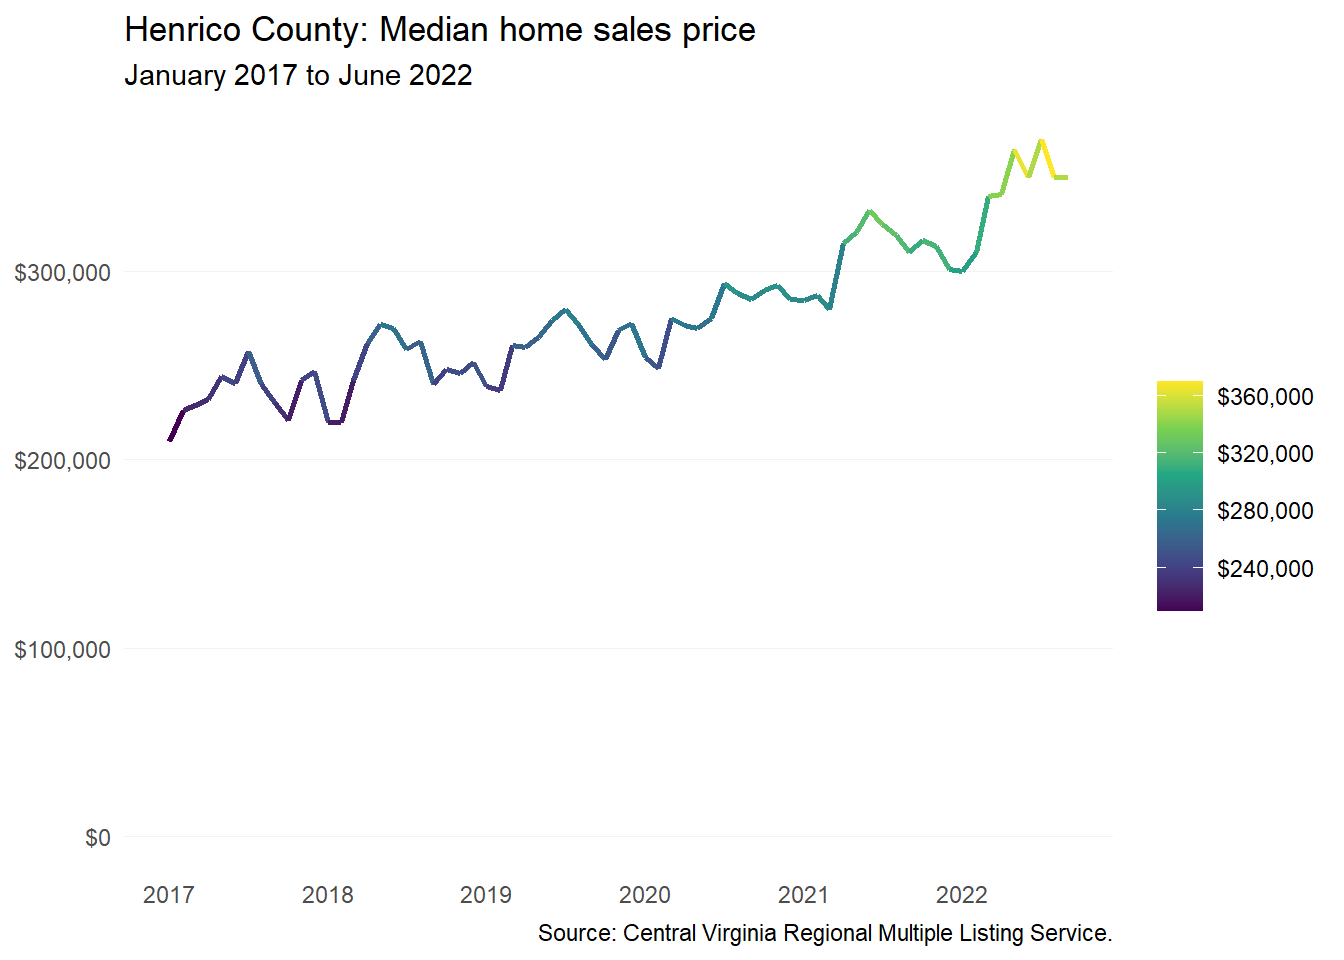 Henrico County: Median home sales price
January 2017 to June 2022
$300,000
$200,000
$100,000
$0
2017 2018 2019 2020 2021 2022
$360,000
$320,000
$280,000
$240,000
Source: Central Virginia Regional Multiple Listing Service.